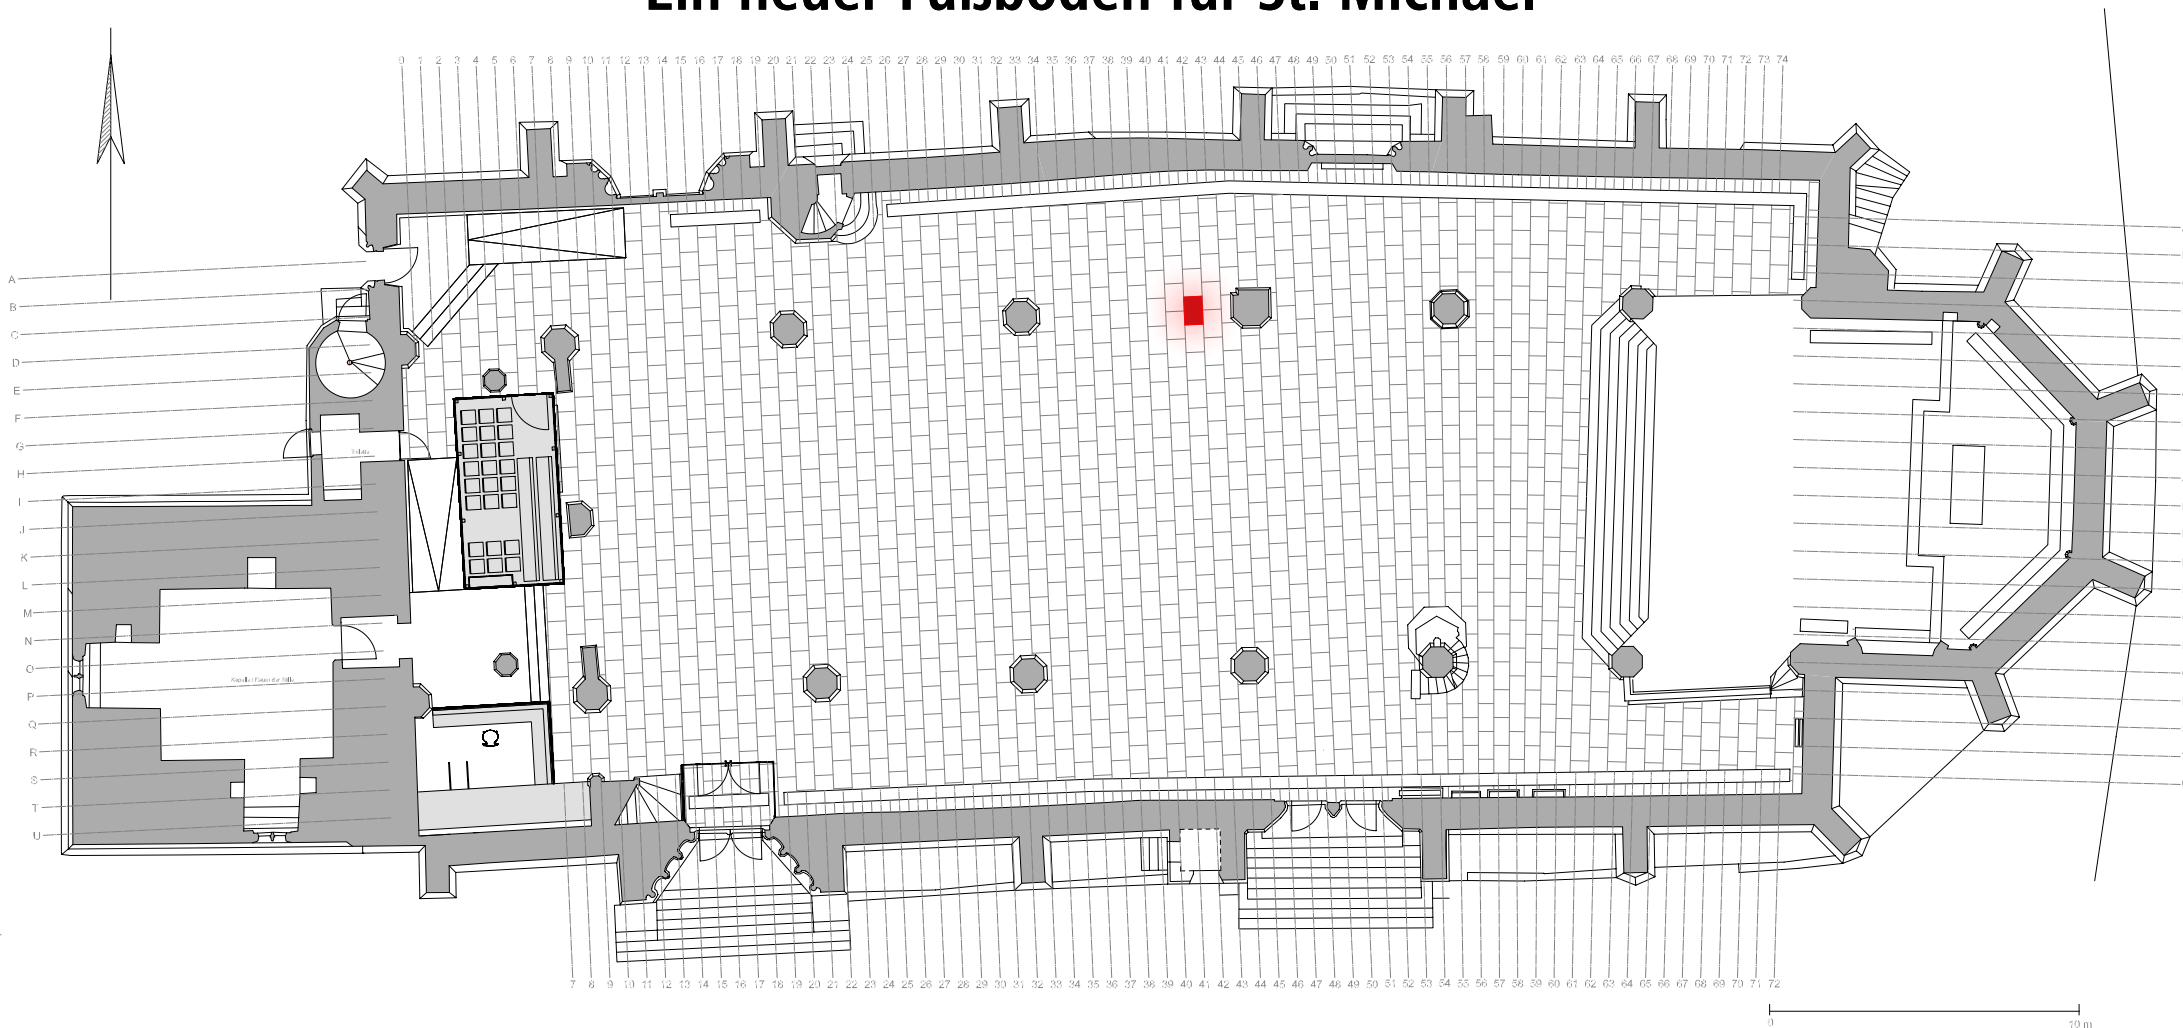 Ein neuer Fußboden für St. Michael
0 1 2 3 4 5 6 7 8 9 10 11 12 13 14 15 16 17 18 19 20 21 22 23 24 25 26 27 28 29 30 31 32 33 34 35 36 37 38 39 40 41 42 43 44 45 46 47 48 49 50 51 52 53 54 55 56 57 58 59 60 61 62 63 64 65 66 67 68 69 70 71 72 73 74
A
B
C
D
E
F
G
H
I
J
K
L
M
N
O
P
Q
R
S
T
U
7 8 9 10 11 12 13 14 15 16 17 18 19 20 21 22 23 24 25 26 27 28 29 30 31 32 33 34 35 36 37 38 39 40 41 42 43 44 45 46 47 48 49 50 51 52 53 54 55 56 57 58 59 60 61 62 63 64 65 66 67 68 69 70 71 72
0 10 m